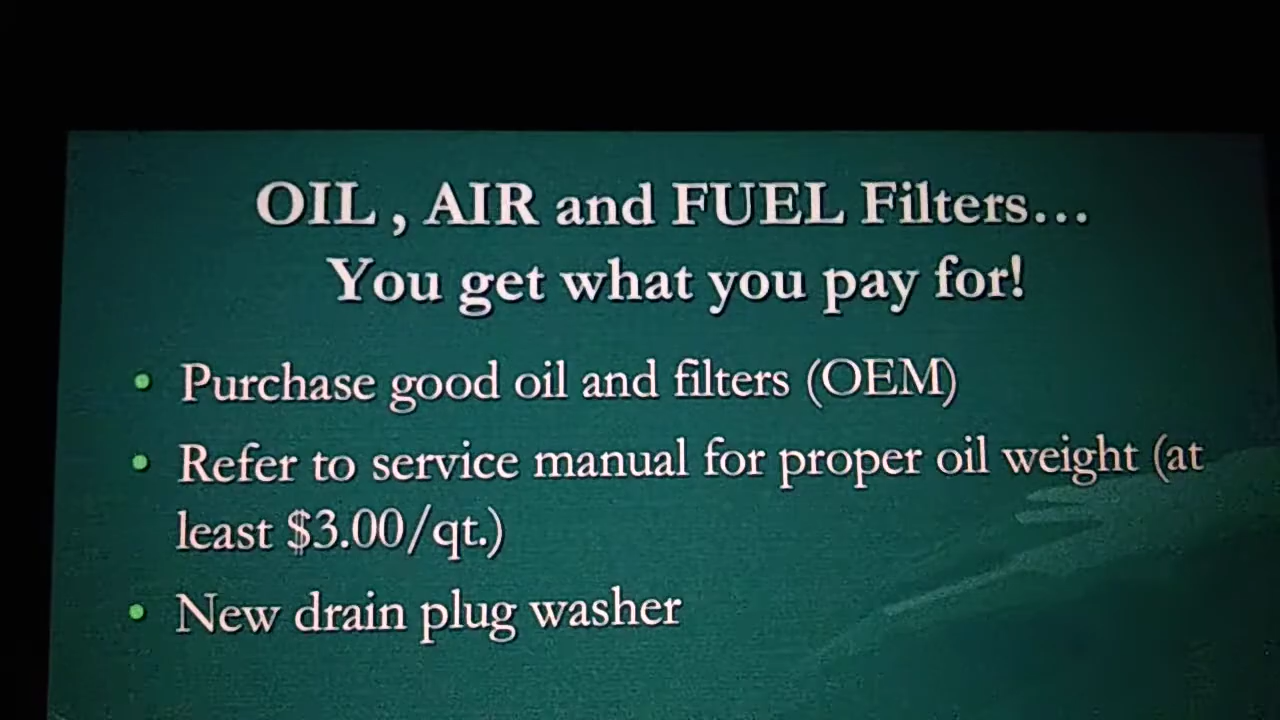 OIL , AIR and FUEL Filters...
You get what you pay for!
• Purchase good oil and filters (OEM)
• Refer to service manual for proper oil weight (at
least $3.00/qt.)
• New drain plug washer